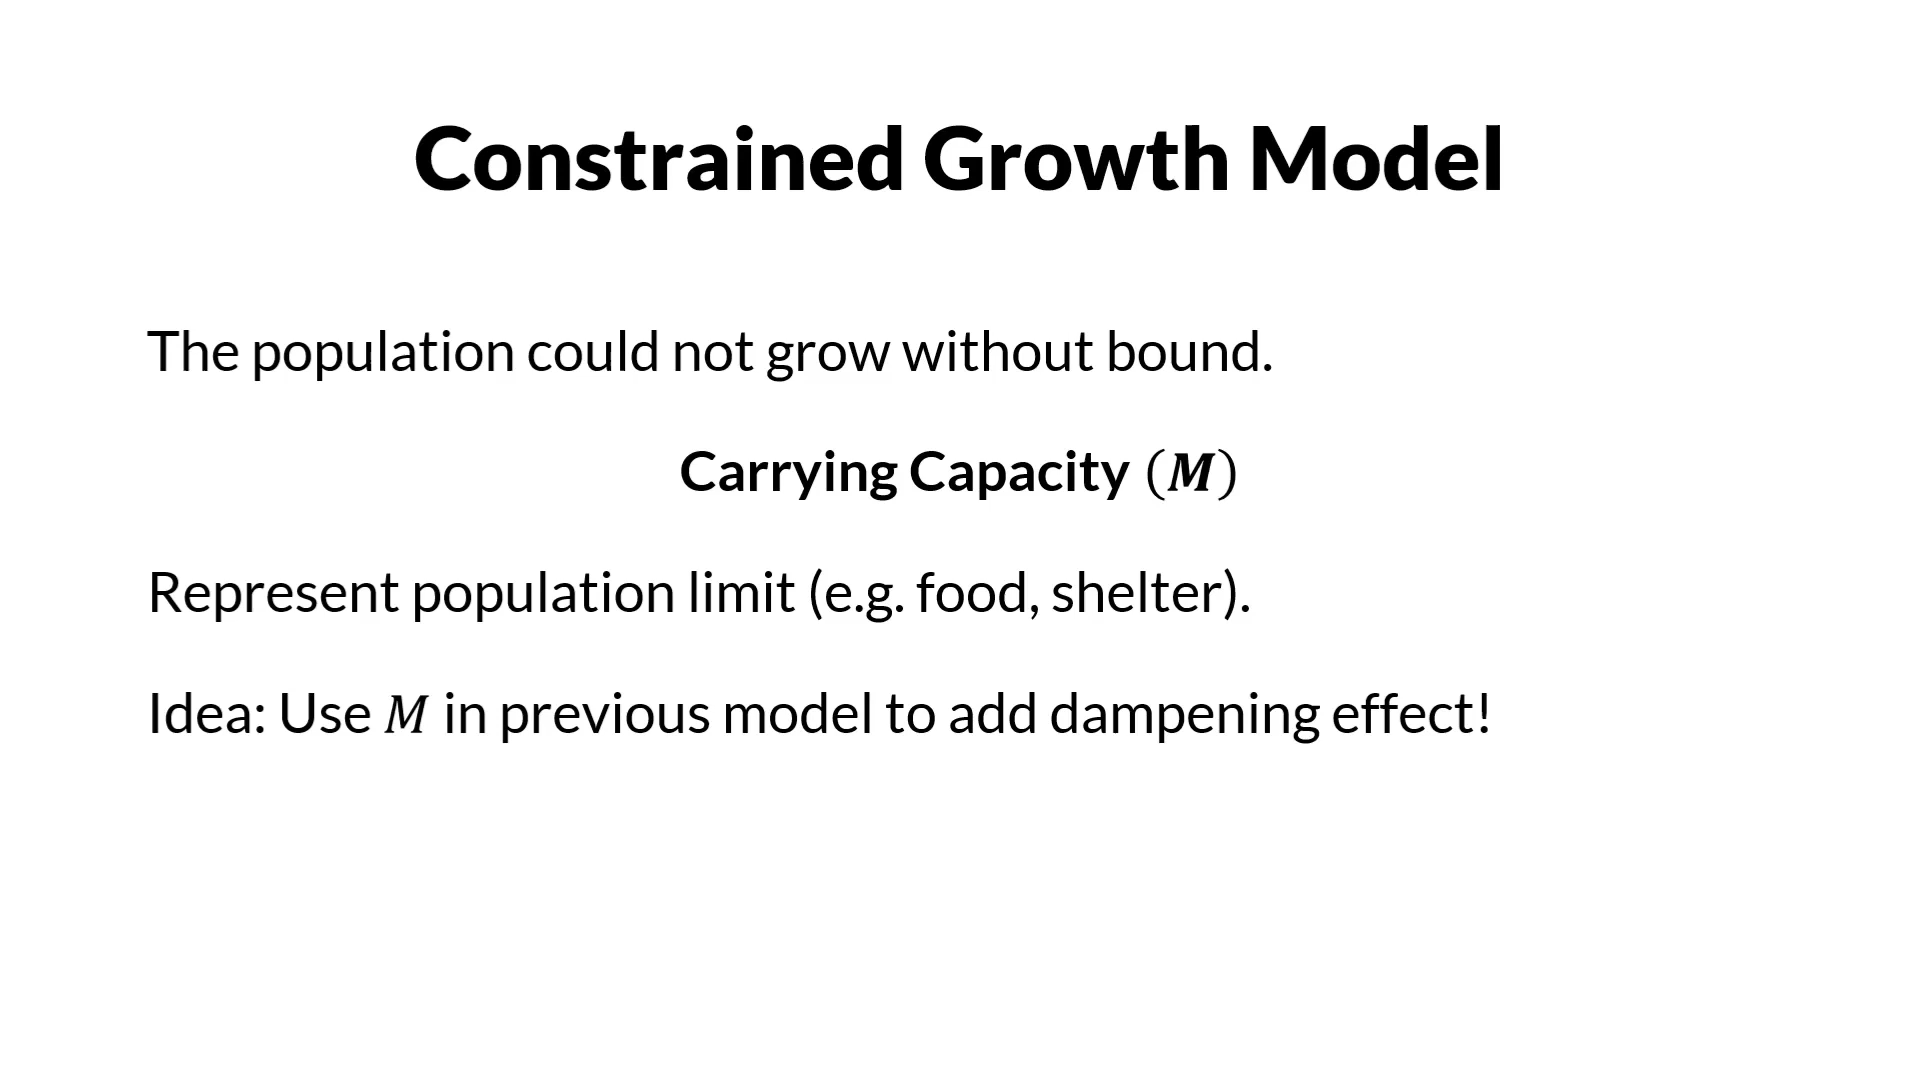 Constrained Growth Model
The population could not grow without bound.
Carrying Capacity (M)
Represent population limit (e.g. food, shelter).
Idea: Use M in previous model to add dampening effect!